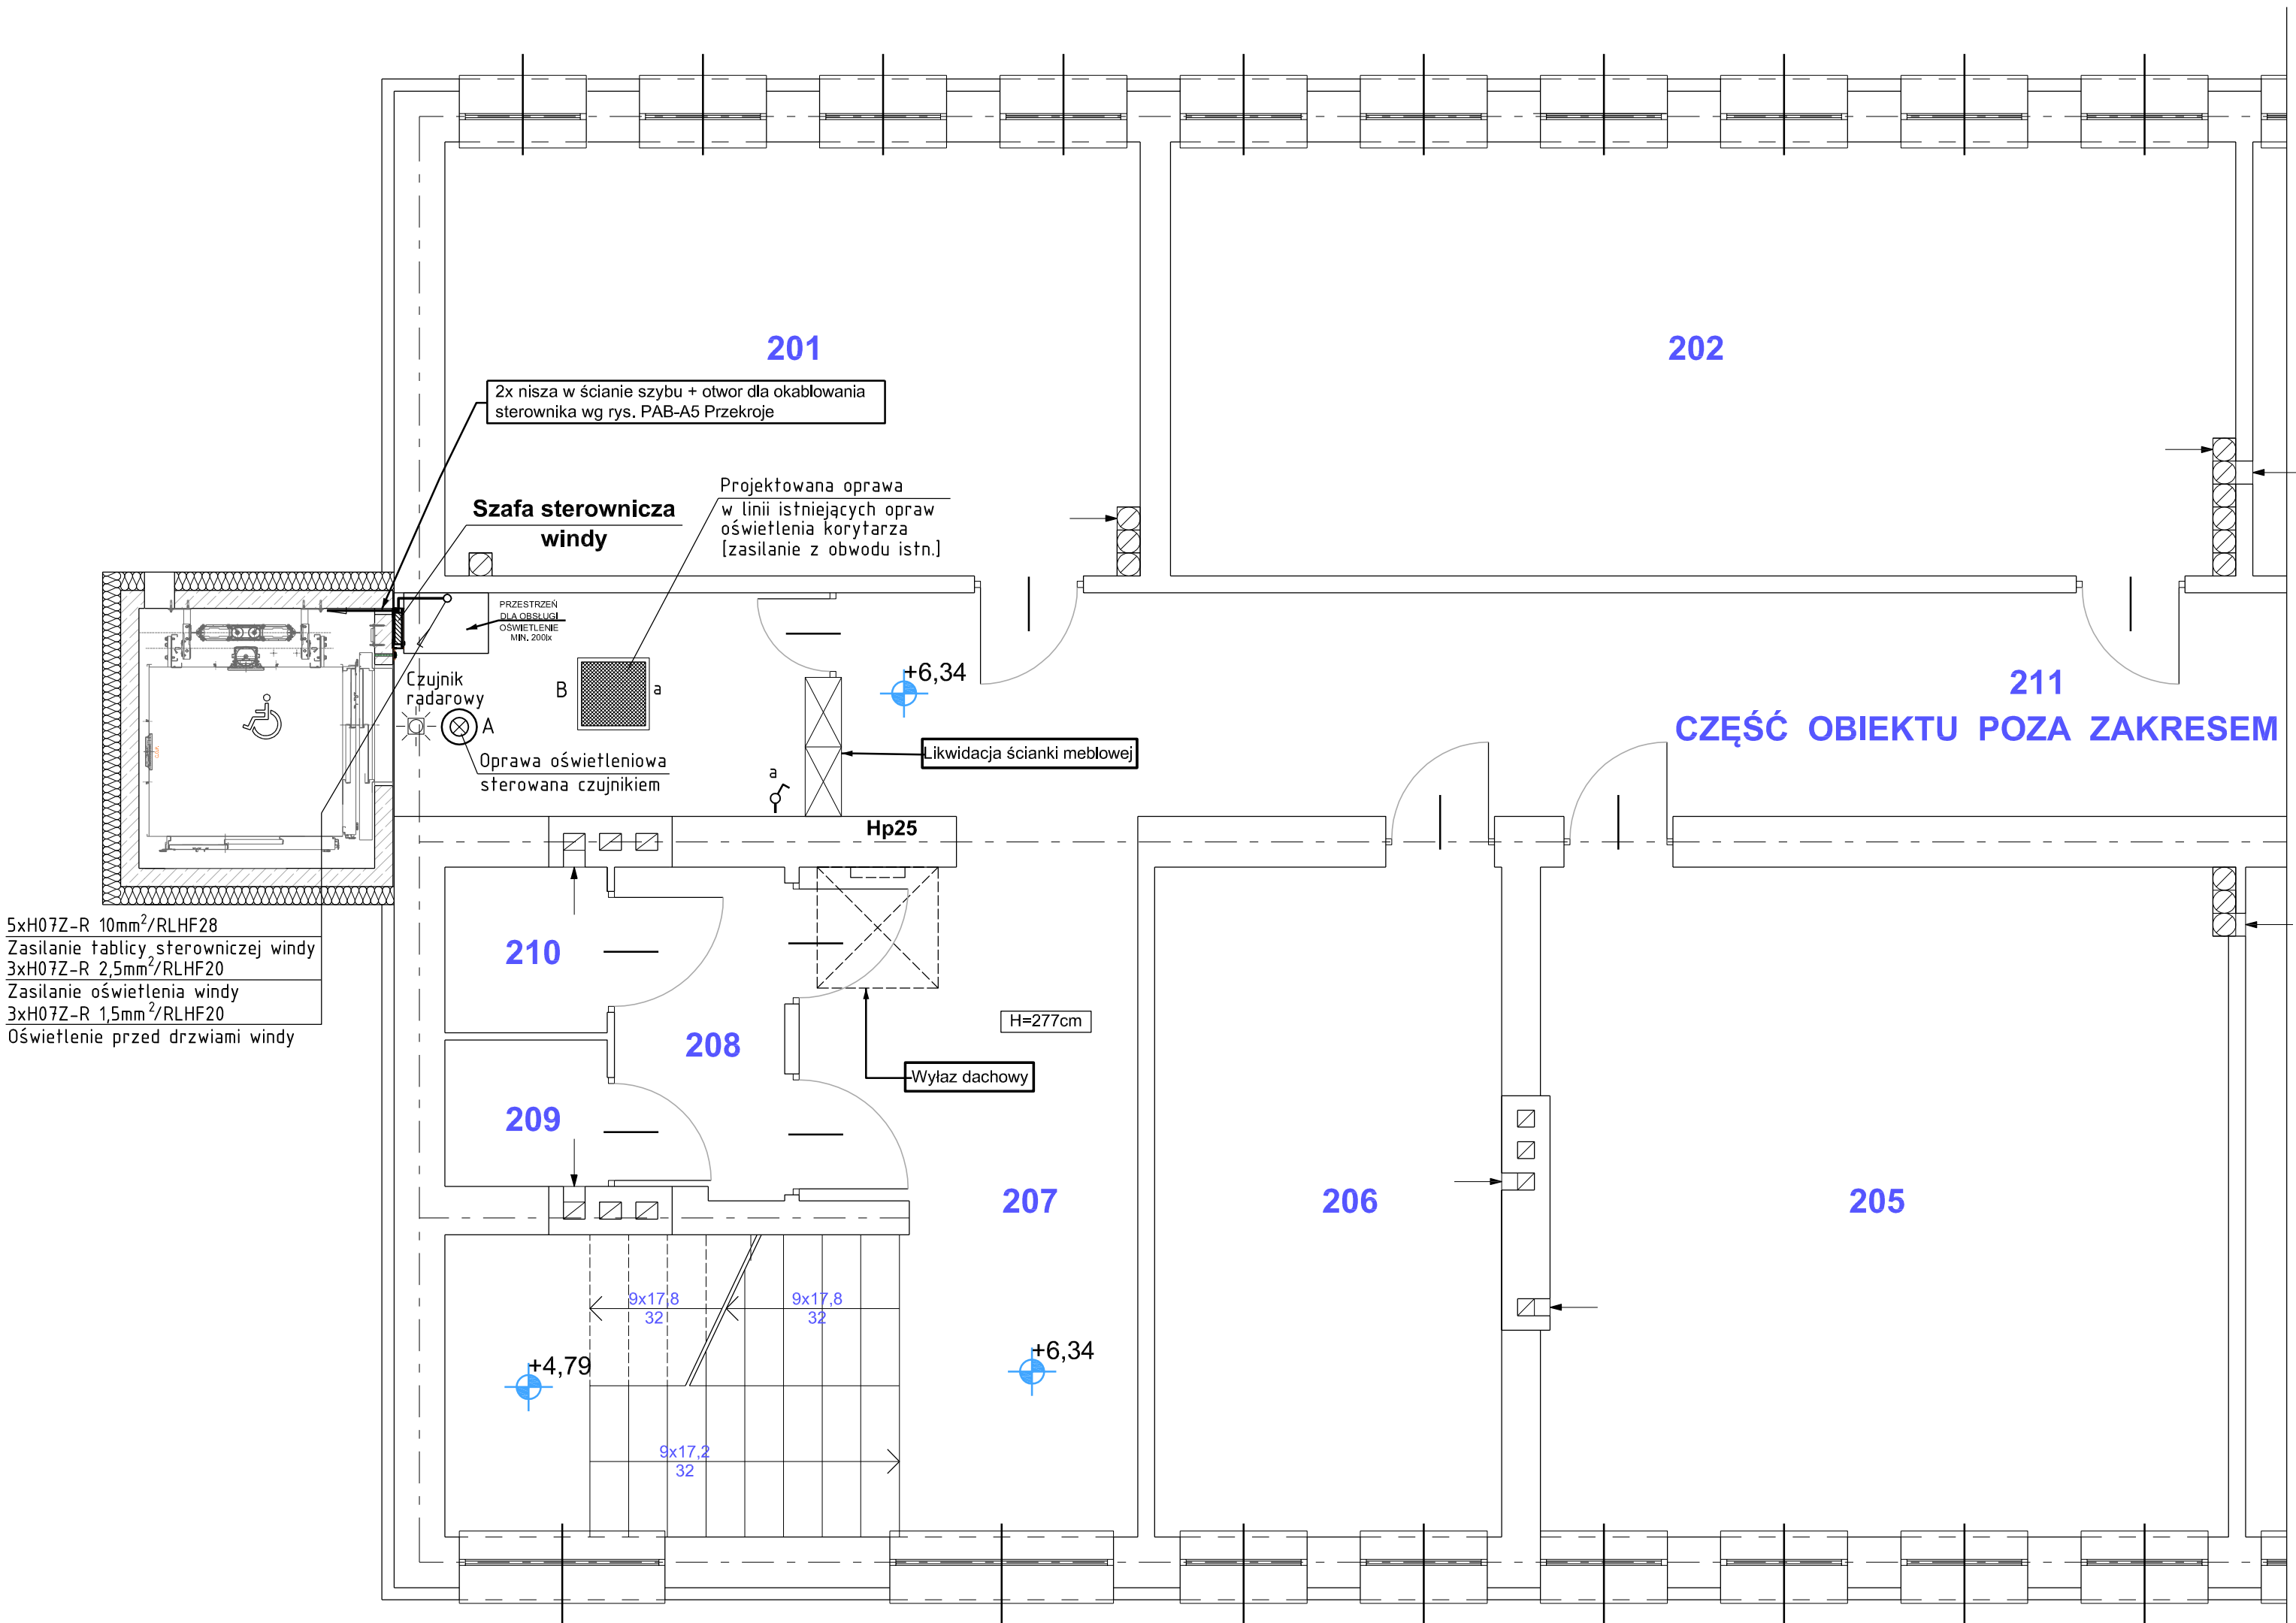 201
202
2x nisza w ścianie szybu + otwor dla okablowania
sterownika wg rys. PAB-A5 Przekroje
Szafa sterownicza
windy
Projektowana oprawa
w linii istniejących opraw
oświetlenia korytarza
[zasilanie z obwodu istn.]
PRZESTRZEŃ
DLA OBSŁUGI
OŚWIETLENIE
MIN. 200lx
Czujnik
radarowy
A
B
a
+6,34
211
CZĘŚĆ OBIEKTU POZA ZAKRESEM
Oprawa oświetleniowa
sterowana czujnikiem
a
Likwidacja ścianki meblowej
Hp25
5xH07Z-R 10mm²/RLHF28
Zasilanie tablicy sterowniczej windy
3xH07Z-R 2,5mm²/RLHF20
Zasilanie oświetlenia windy
3xH07Z-R 1,5mm²/RLHF20
Oświetlenie przed drzwiami windy
210
208
H=277cm
Wyłaz dachowy
209
207
206
205
9x17,8
32
9x17,8
32
+4,79
+6,34
9x17,2
32